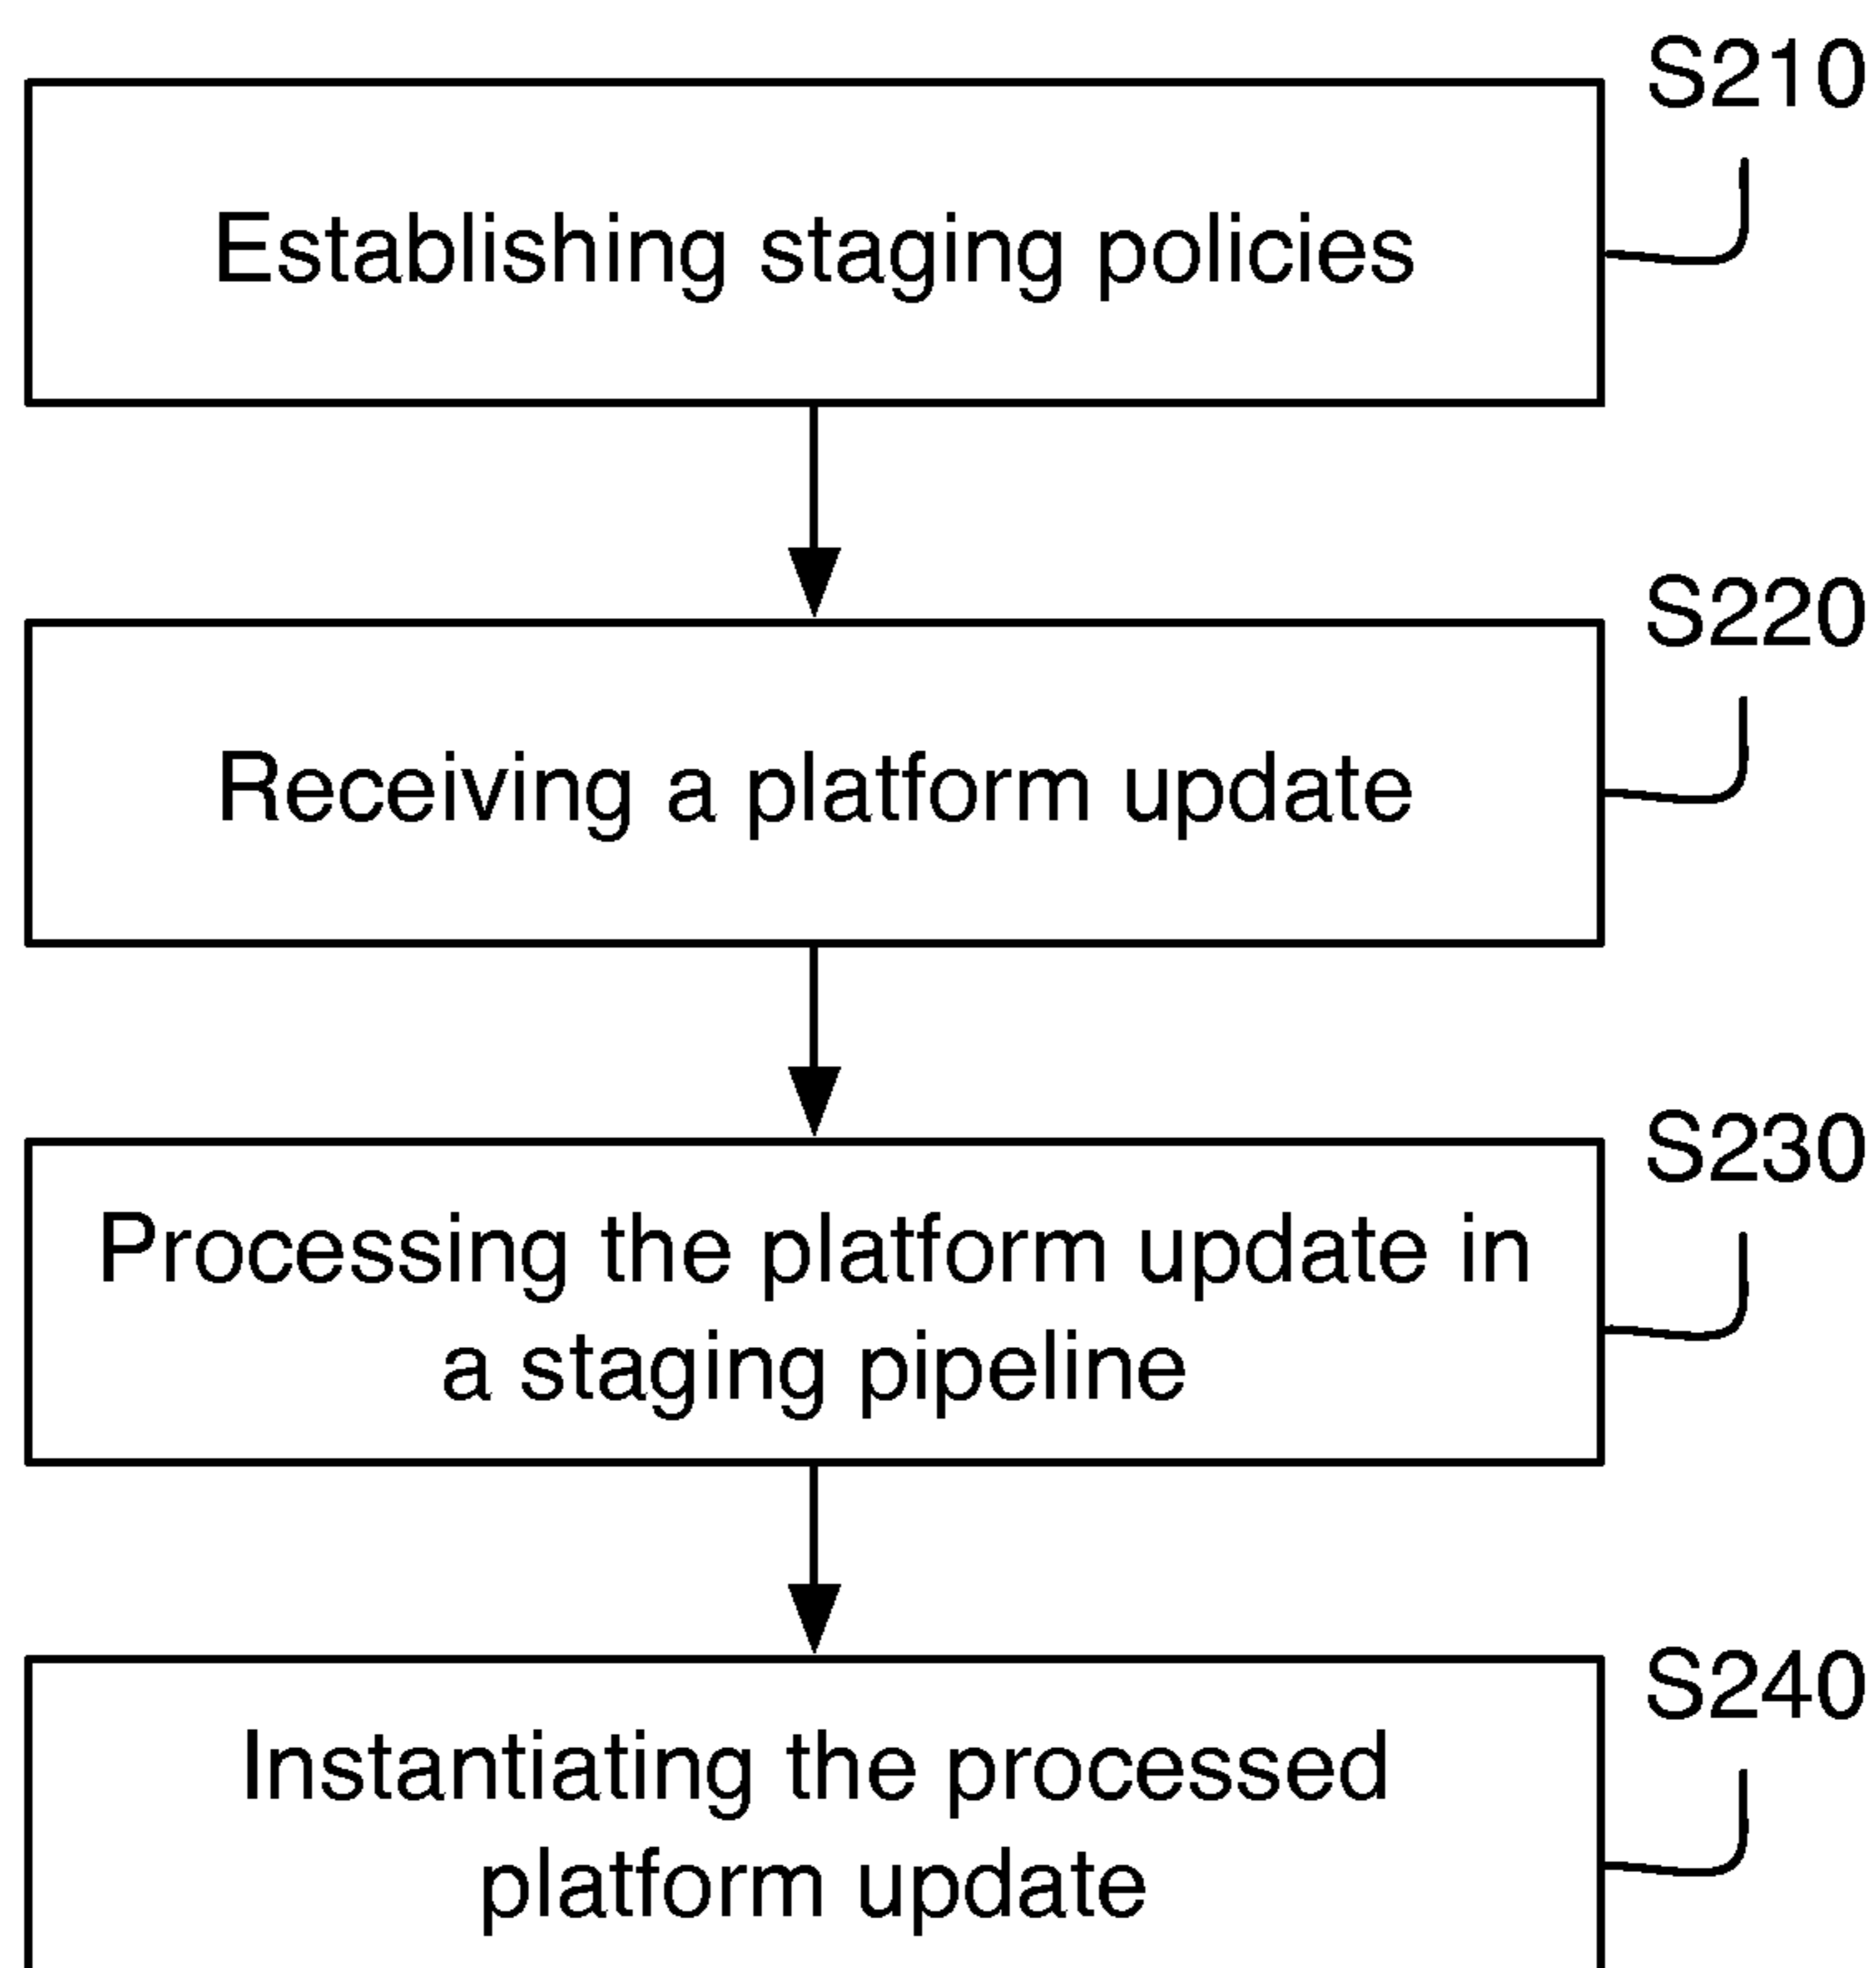 S210
Establishing staging policies
S220
Receiving a platform update
S230
Processing the platform update in
a staging pipeline
S240
Instantiating the processed
platform update